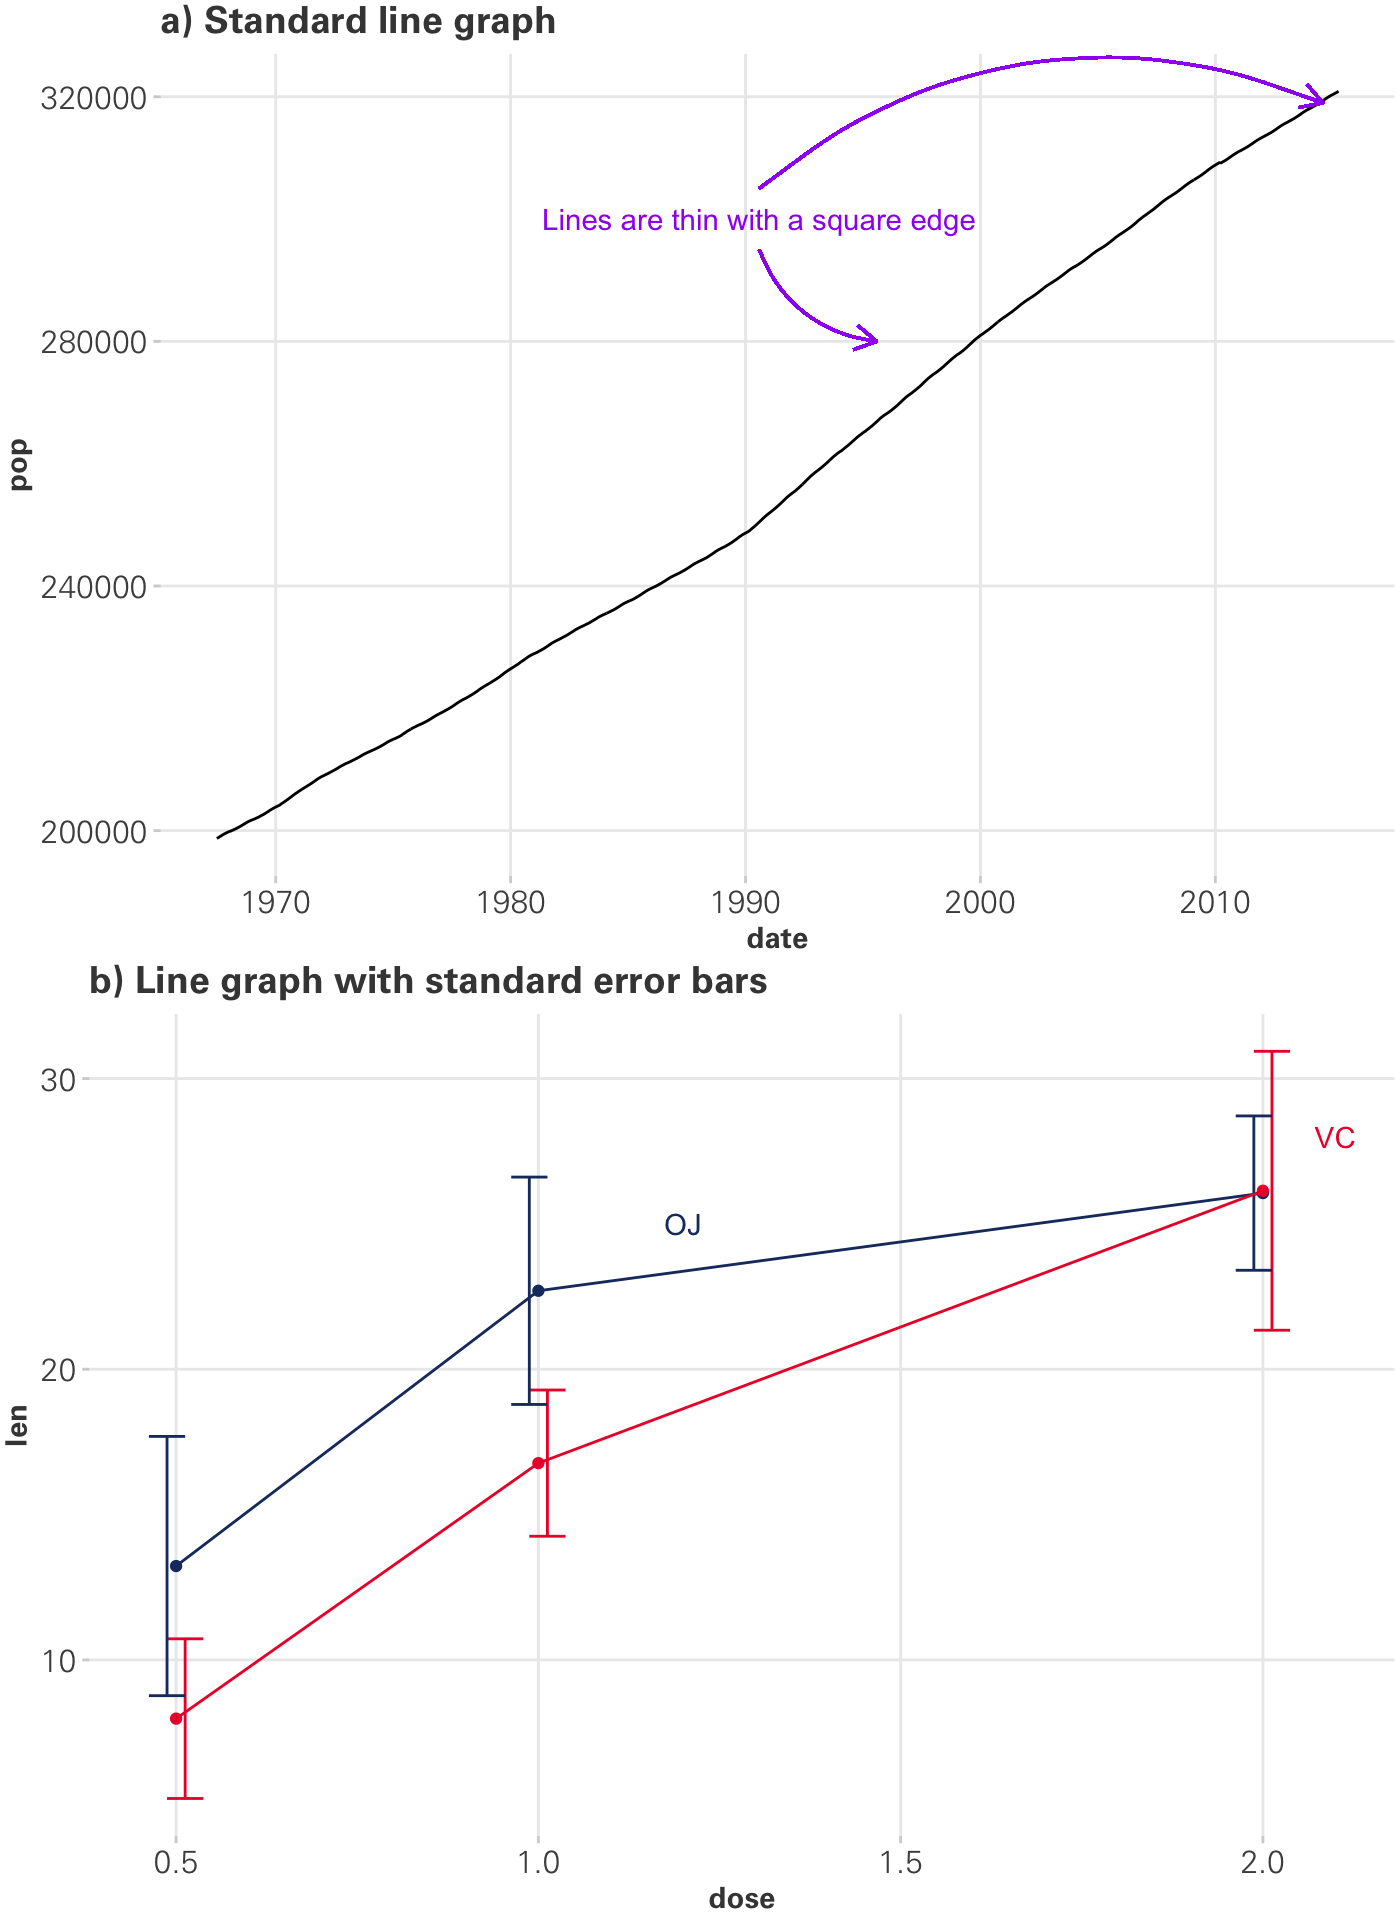 a) Standard line graph
320000
280000
240000
200000
pop
Lines are thin with a square edge
1970 1980 1990 2000 2010
date
b) Line graph with standard error bars
30
20
10
len
VC
OJ
0.5 1.0 1.5 2.0
dose